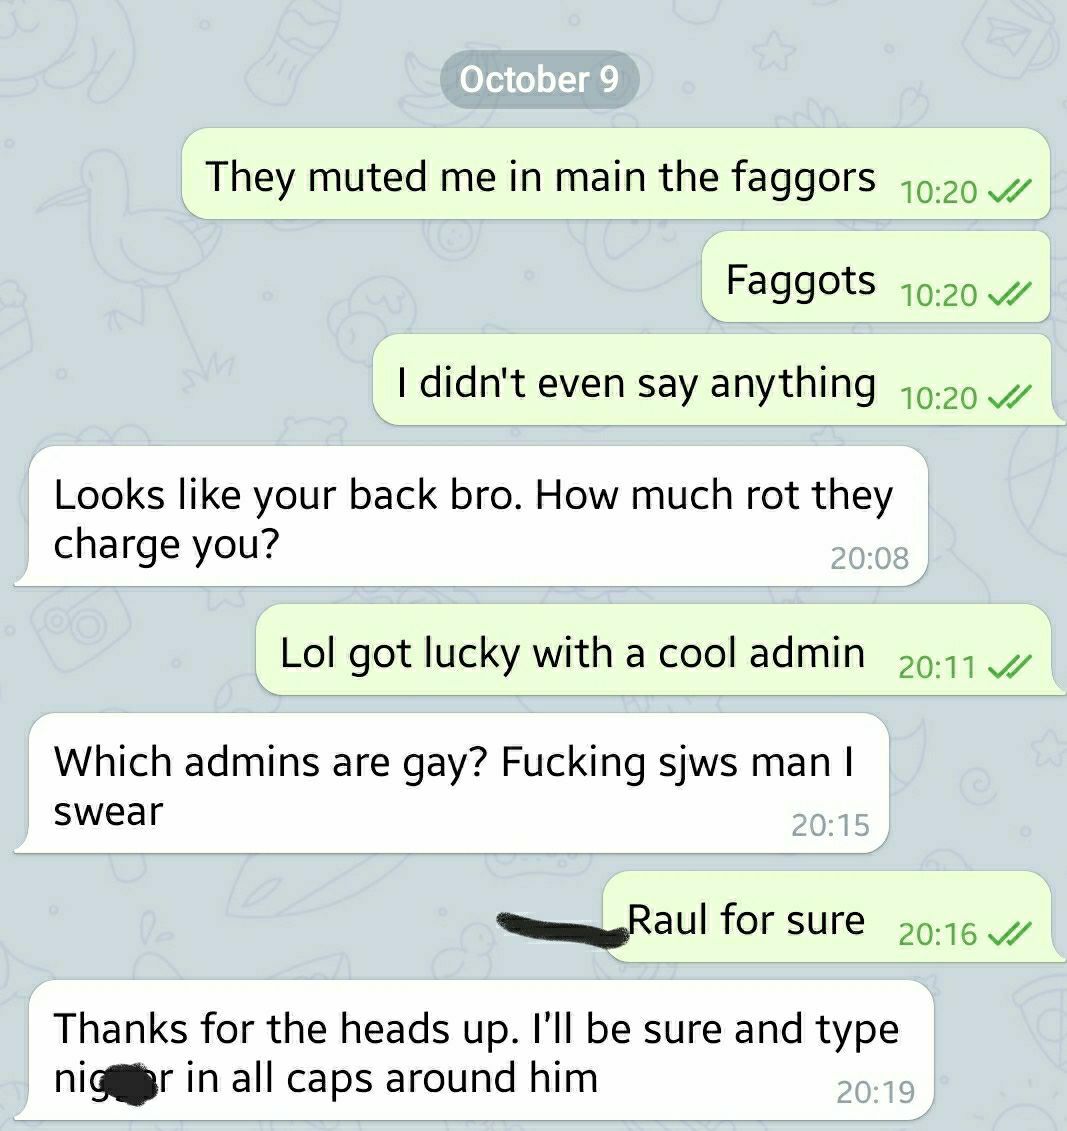 October 9
They muted me in main the faggors 10:20
Faggots 10:20
I didn't even say anything 10:20
Looks like your back bro. How much rot they
charge you? 20:08
Lol got lucky with a cool admin 20:11
Which admins are gay? Fucking sjws man I
swear 20:15
Raul for sure 20:16
Thanks for the heads up. I'll be sure and type
in all caps around him 20:19